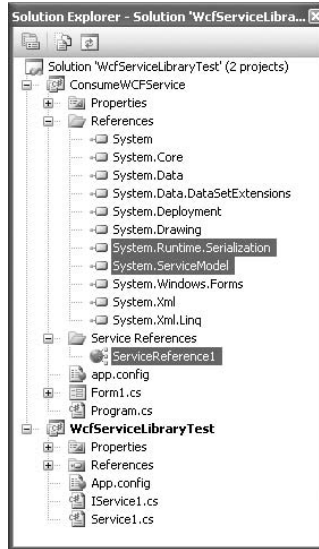 Solution Explorer - Solution 'WcfServiceLibra...
Solution 'WcfServiceLibraryTest' (2 projects)
ConsumeWCFService
Properties
References
System
System.Core
System.Data
System.Data.DataSetExtensions
System.Deployment
System.Drawing
System.Runtime.Serialization
System.ServiceModel
System.Windows.Forms
System.Xml
System.Xml.Linq
Service References
ServiceReference1
app.config
Form1.cs
Program.cs
WcfServiceLibraryTest
Properties
References
App.config
IService1.cs
Service1.cs